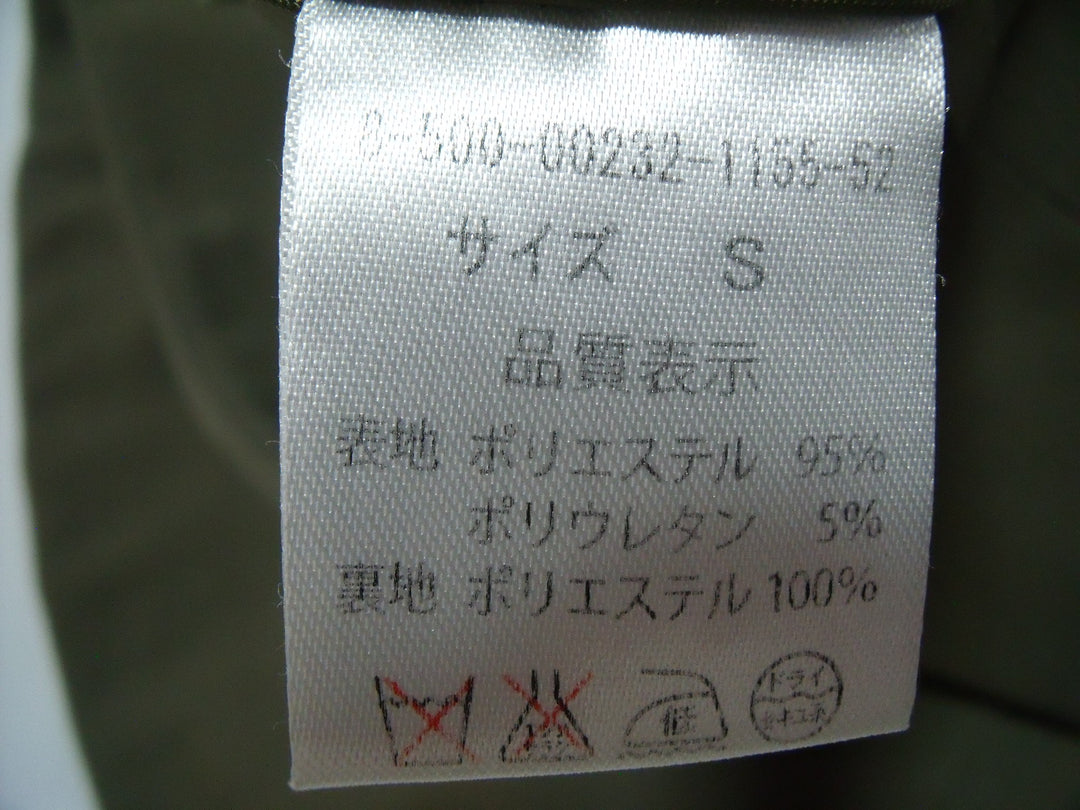 8-500-00232-1155-52
サイズ S
品質表示
表地 ポリエステル 95%
ポリウレタン 5%
裏地 ポリエステル 100%
低 ドライ